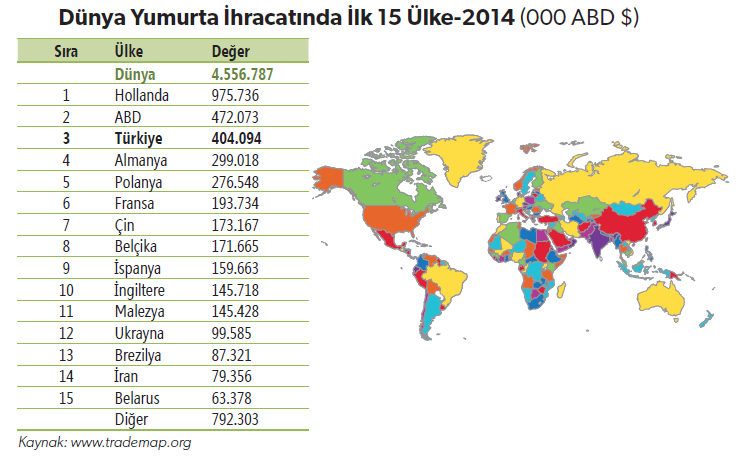 Dünya Yumurta İhracatında İlk 15 Ülke-2014 (000 ABD $)
Sıra Ülke Değer
Dünya 4.556.787
1 Hollanda 975.736
2 ABD 472.073
3 Türkiye 404.094
4 Almanya 299.018
5 Polanya 276.548
6 Fransa 193.734
7 Çin 173.167
8 Belçika 171.665
9 İspanya 159.663
10 İngiltere 145.718
11 Malezya 145.428
12 Ukrayna 99.585
13 Brezilya 87.321
14 İran 79.356
15 Belarus 63.378
Diğer 792.303
Kaynak: www.trademap.org